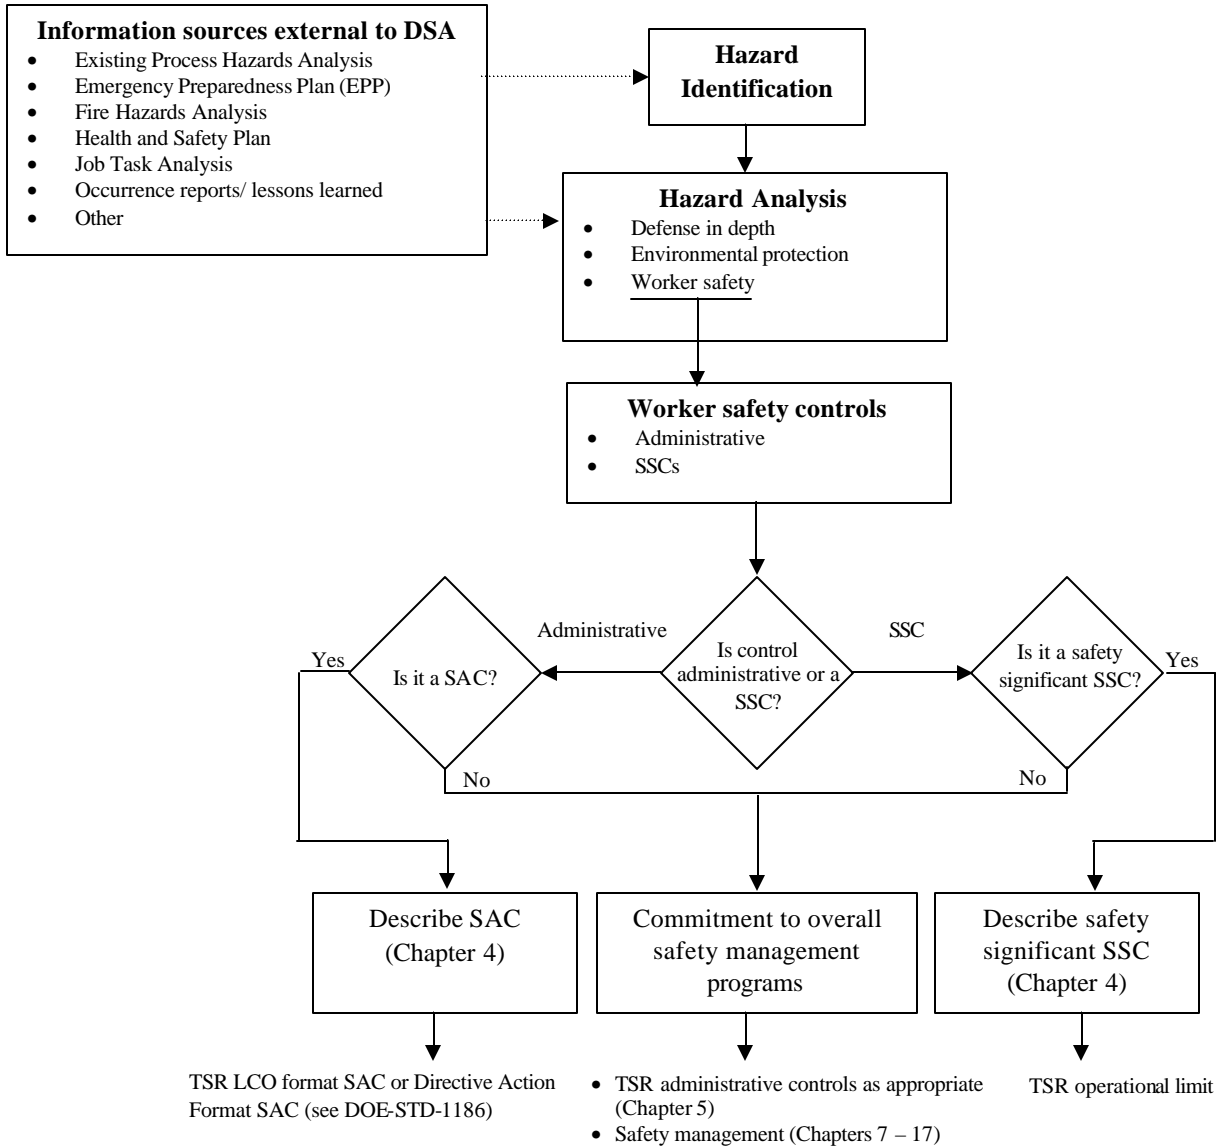 Information sources external to DSA
• Existing Process Hazards Analysis
• Emergency Preparedness Plan (EPP)
• Fire Hazards Analysis
• Health and Safety Plan
• Job Task Analysis
• Occurrence reports/ lessons learned
• Other
Hazard
Identification
Hazard Analysis
• Defense in depth
• Environmental protection
• Worker safety
Worker safety controls
• Administrative
• SSCs
Administrative
SSC
Yes
Is it a SAC?
Is control
administrative or a
SSC?
Is it a safety
significant SSC?
Yes
No
No
Describe SAC
(Chapter 4)
Commitment to overall
safety management
programs
Describe safety
significant SSC
(Chapter 4)
TSR LCO format SAC or Directive Action
Format SAC (see DOE-STD-1186)
• TSR administrative controls as appropriate
(Chapter 5)
• Safety management (Chapters 7 – 17)
TSR operational limit